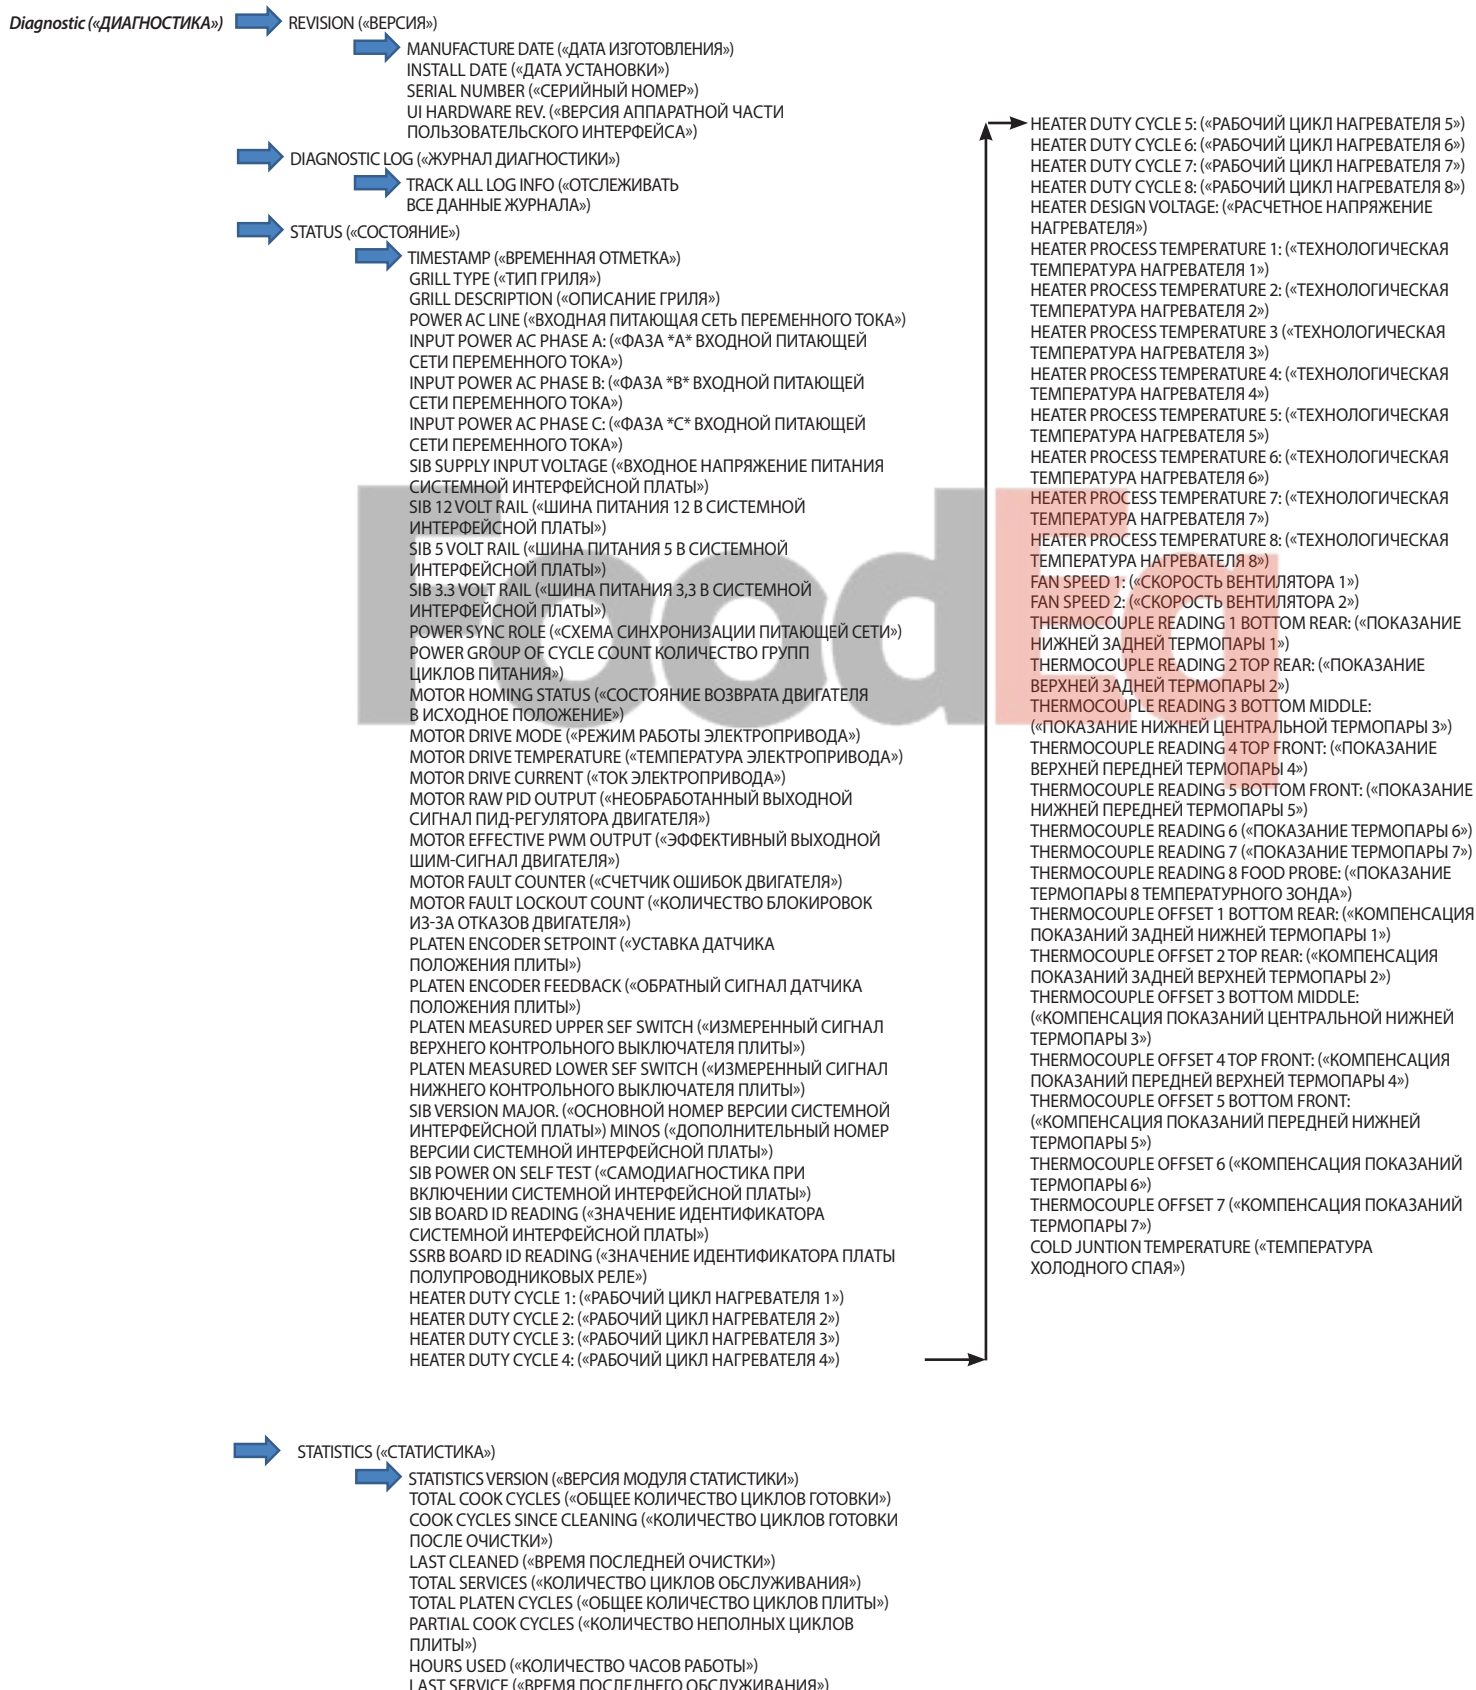 Diagnostic («ДИАГНОСТИКА»)
REVISION («ВЕРСИЯ»)
MANUFACTURE DATE («ДАТА ИЗГОТОВЛЕНИЯ»)
INSTALL DATE («ДАТА УСТАНОВКИ»)
SERIAL NUMBER («СЕРИЙНЫЙ НОМЕР»)
UI HARDWARE REV. («ВЕРСИЯ АППАРАТНОЙ ЧАСТИ
ПОЛЬЗОВАТЕЛЬСКОГО ИНТЕРФЕЙСА»)
DIAGNOSTIC LOG («ЖУРНАЛ ДИАГНОСТИКИ»)
TRACK ALL LOG INFO («ОТСЛЕЖИВАТЬ
ВСЕ ДАННЫЕ ЖУРНАЛА»)
STATUS («СОСТОЯНИЕ»)
TIMESTAMP («ВРЕМЕННАЯ ОТМЕТКА»)
GRILL TYPE («ТИП ГРИЛЯ»)
GRILL DESCRIPTION («ОПИСАНИЕ ГРИЛЯ»)
POWER AC LINE («ВХОДНАЯ ПИТАЮЩАЯ СЕТЬ ПЕРЕМЕННОГО ТОКА»)
INPUT POWER AC PHASE A: («ФАЗА *A* ВХОДНОЙ ПИТАЮЩЕЙ
СЕТИ ПЕРЕМЕННОГО ТОКА»)
INPUT POWER AC PHASE B: («ФАЗА *B* ВХОДНОЙ ПИТАЮЩЕЙ
СЕТИ ПЕРЕМЕННОГО ТОКА»)
INPUT POWER AC PHASE C: («ФАЗА *C* ВХОДНОЙ ПИТАЮЩЕЙ
СЕТИ ПЕРЕМЕННОГО ТОКА»)
SIB SUPPLY INPUT VOLTAGE («ВХОДНОЕ НАПРЯЖЕНИЕ ПИТАНИЯ
СИСТЕМНОЙ ИНТЕРФЕЙСНОЙ ПЛАТЫ»)
SIB 12 VOLT RAIL («ШИНА ПИТАНИЯ 12 В СИСТЕМНОЙ
ИНТЕРФЕЙСНОЙ ПЛАТЫ»)
SIB 5 VOLT RAIL («ШИНА ПИТАНИЯ 5 В СИСТЕМНОЙ
ИНТЕРФЕЙСНОЙ ПЛАТЫ»)
SIB 3.3 VOLT RAIL («ШИНА ПИТАНИЯ 3,3 В СИСТЕМНОЙ
ИНТЕРФЕЙСНОЙ ПЛАТЫ»)
POWER SYNC ROLE («СХЕМА СИНХРОНИЗАЦИИ ПИТАЮЩЕЙ СЕТИ»)
POWER GROUP OF CYCLE COUNT КОЛИЧЕСТВО ГРУПП
ЦИКЛОВ ПИТАНИЯ»)
MOTOR HOMING STATUS («СОСТОЯНИЕ ВОЗВРАТА ДВИГАТЕЛЯ
В ИСХОДНОЕ ПОЛОЖЕНИЕ»)
MOTOR DRIVE MODE («РЕЖИМ РАБОТЫ ЭЛЕКТРОПРИВОДА»)
MOTOR DRIVE TEMPERATURE («ТЕМПЕРАТУРА ЭЛЕКТРОПРИВОДА»)
MOTOR DRIVE CURRENT («ТОК ЭЛЕКТРОПРИВОДА»)
MOTOR RAW PID OUTPUT («НЕОБРАБОТАННЫЙ ВЫХОДНОЙ
СИГНАЛ ПИД-РЕГУЛЯТОРА ДВИГАТЕЛЯ»)
MOTOR EFFECTIVE PWM OUTPUT («ЭФФЕКТИВНЫЙ ВЫХОДНОЙ
ШИМ-СИГНАЛ ДВИГАТЕЛЯ»)
MOTOR FAULT COUNTER («СЧЕТЧИК ОШИБОК ДВИГАТЕЛЯ»)
MOTOR FAULT LOCKOUT COUNT («КОЛИЧЕСТВО БЛОКИРОВОК
ИЗ-ЗА ОТКАЗОВ ДВИГАТЕЛЯ»)
PLATEN ENCODER SETPOINT («УСТАВКА ДАТЧИКА
ПОЛОЖЕНИЯ ПЛИТЫ»)
PLATEN ENCODER FEEDBACK («ОБРАТНЫЙ СИГНАЛ ДАТЧИКА
ПОЛОЖЕНИЯ ПЛИТЫ»)
PLATEN MEASURED UPPER SEF SWITCH («ИЗМЕРЕННЫЙ СИГНАЛ
ВЕРХНЕГО КОНТРОЛЬНОГО ВЫКЛЮЧАТЕЛЯ ПЛИТЫ»)
PLATEN MEASURED LOWER SEF SWITCH («ИЗМЕРЕННЫЙ СИГНАЛ
НИЖНЕГО КОНТРОЛЬНОГО ВЫКЛЮЧАТЕЛЯ ПЛИТЫ»)
SIB VERSION MAJOR. («ОСНОВНОЙ НОМЕР ВЕРСИИ СИСТЕМНОЙ
ИНТЕРФЕЙСНОЙ ПЛАТЫ») MINOS («ДОПОЛНИТЕЛЬНЫЙ НОМЕР
ВЕРСИИ СИСТЕМНОЙ ИНТЕРФЕЙСНОЙ ПЛАТЫ»)
SIB POWER ON SELF TEST («САМОДИАГНОСТИКА ПРИ
ВКЛЮЧЕНИИ СИСТЕМНОЙ ИНТЕРФЕЙСНОЙ ПЛАТЫ»)
SIB BOARD ID READING («ЗНАЧЕНИЕ ИДЕНТИФИКАТОРА
СИСТЕМНОЙ ИНТЕРФЕЙСНОЙ ПЛАТЫ»)
SSRB BOARD ID READING («ЗНАЧЕНИЕ ИДЕНТИФИКАТОРА ПЛАТЫ
ПОЛУПРОВОДНИКОВЫХ РЕЛЕ»)
HEATER DUTY CYCLE 1: («РАБОЧИЙ ЦИКЛ НАГРЕВАТЕЛЯ 1»)
HEATER DUTY CYCLE 2: («РАБОЧИЙ ЦИКЛ НАГРЕВАТЕЛЯ 2»)
HEATER DUTY CYCLE 3: («РАБОЧИЙ ЦИКЛ НАГРЕВАТЕЛЯ 3»)
HEATER DUTY CYCLE 4: («РАБОЧИЙ ЦИКЛ НАГРЕВАТЕЛЯ 4»)
HEATER DUTY CYCLE 5: («РАБОЧИЙ ЦИКЛ НАГРЕВАТЕЛЯ 5»)
HEATER DUTY CYCLE 6: («РАБОЧИЙ ЦИКЛ НАГРЕВАТЕЛЯ 6»)
HEATER DUTY CYCLE 7: («РАБОЧИЙ ЦИКЛ НАГРЕВАТЕЛЯ 7»)
HEATER DUTY CYCLE 8: («РАБОЧИЙ ЦИКЛ НАГРЕВАТЕЛЯ 8»)
HEATER DESIGN VOLTAGE: («РАСЧЕТНОЕ НАПРЯЖЕНИЕ
НАГРЕВАТЕЛЯ»)
HEATER PROCESS TEMPERATURE 1: («ТЕХНОЛОГИЧЕСКАЯ
ТЕМПЕРАТУРА НАГРЕВАТЕЛЯ 1»)
HEATER PROCESS TEMPERATURE 2: («ТЕХНОЛОГИЧЕСКАЯ
ТЕМПЕРАТУРА НАГРЕВАТЕЛЯ 2»)
HEATER PROCESS TEMPERATURE 3 («ТЕХНОЛОГИЧЕСКАЯ
ТЕМПЕРАТУРА НАГРЕВАТЕЛЯ 3»)
HEATER PROCESS TEMPERATURE 4: («ТЕХНОЛОГИЧЕСКАЯ
ТЕМПЕРАТУРА НАГРЕВАТЕЛЯ 4»)
HEATER PROCESS TEMPERATURE 5: («ТЕХНОЛОГИЧЕСКАЯ
ТЕМПЕРАТУРА НАГРЕВАТЕЛЯ 5»)
HEATER PROCESS TEMPERATURE 6: («ТЕХНОЛОГИЧЕСКАЯ
ТЕМПЕРАТУРА НАГРЕВАТЕЛЯ 6»)
HEATER PROCESS TEMPERATURE 7: («ТЕХНОЛОГИЧЕСКАЯ
ТЕМПЕРАТУРА НАГРЕВАТЕЛЯ 7»)
HEATER PROCESS TEMPERATURE 8: («ТЕХНОЛОГИЧЕСКАЯ
ТЕМПЕРАТУРА НАГРЕВАТЕЛЯ 8»)
FAN SPEED 1: («СКОРОСТЬ ВЕНТИЛЯТОРА 1»)
FAN SPEED 2: («СКОРОСТЬ ВЕНТИЛЯТОРА 2»)
THERMOCOUPLE READING 1 BOTTOM REAR: («ПОКАЗАНИЕ
НИЖНЕЙ ЗАДНЕЙ ТЕРМОПАРЫ 1»)
THERMOCOUPLE READING 2 TOP REAR: («ПОКАЗАНИЕ
ВЕРХНЕЙ ЗАДНЕЙ ТЕРМОПАРЫ 2»)
THERMOCOUPLE READING 3 BOTTOM MIDDLE:
(«ПОКАЗАНИЕ НИЖНЕЙ ЦЕНТРАЛЬНОЙ ТЕРМОПАРЫ 3»)
THERMOCOUPLE READING 4 TOP FRONT: («ПОКАЗАНИЕ
ВЕРХНЕЙ ПЕРЕДНЕЙ ТЕРМОПАРЫ 4»)
THERMOCOUPLE READING 5 BOTTOM FRONT: («ПОКАЗАНИЕ
НИЖНЕЙ ПЕРЕДНЕЙ ТЕРМОПАРЫ 5»)
THERMOCOUPLE READING 6 («ПОКАЗАНИЕ ТЕРМОПАРЫ 6»)
THERMOCOUPLE READING 7 («ПОКАЗАНИЕ ТЕРМОПАРЫ 7»)
THERMOCOUPLE READING 8 FOOD PROBE: («ПОКАЗАНИЕ
ТЕРМОПАРЫ 8 ТЕМПЕРАТУРНОГО ЗОНДА»)
THERMOCOUPLE OFFSET 1 BOTTOM REAR: («КОМПЕНСАЦИЯ
ПОКАЗАНИЙ ЗАДНЕЙ НИЖНЕЙ ТЕРМОПАРЫ 1»)
THERMOCOUPLE OFFSET 2 TOP REAR: («КОМПЕНСАЦИЯ
ПОКАЗАНИЙ ЗАДНЕЙ ВЕРХНЕЙ ТЕРМОПАРЫ 2»)
THERMOCOUPLE OFFSET 3 BOTTOM MIDDLE:
(«КОМПЕНСАЦИЯ ПОКАЗАНИЙ ЦЕНТРАЛЬНОЙ НИЖНЕЙ
ТЕРМОПАРЫ 3»)
THERMOCOUPLE OFFSET 4 TOP FRONT: («КОМПЕНСАЦИЯ
ПОКАЗАНИЙ ПЕРЕДНЕЙ ВЕРХНЕЙ ТЕРМОПАРЫ 4»)
THERMOCOUPLE OFFSET 5 BOTTOM FRONT:
(«КОМПЕНСАЦИЯ ПОКАЗАНИЙ ПЕРЕДНЕЙ НИЖНЕЙ
ТЕРМОПАРЫ 5»)
THERMOCOUPLE OFFSET 6 («КОМПЕНСАЦИЯ ПОКАЗАНИЙ
ТЕРМОПАРЫ 6»)
THERMOCOUPLE OFFSET 7 («КОМПЕНСАЦИЯ ПОКАЗАНИЙ
ТЕРМОПАРЫ 7»)
COLD JUNTION TEMPERATURE («ТЕМПЕРАТУРА
ХОЛОДНОГО СПАЯ»)
FoodEq
STATISTICS («СТАТИСТИКА»)
STATISTICS VERSION («ВЕРСИЯ МОДУЛЯ СТАТИСТИКИ»)
TOTAL COOK CYCLES («ОБЩЕЕ КОЛИЧЕСТВО ЦИКЛОВ ГОТОВКИ»)
COOK CYCLES SINCE CLEANING («КОЛИЧЕСТВО ЦИКЛОВ ГОТОВКИ
ПОСЛЕ ОЧИСТКИ»)
LAST CLEANED («ВРЕМЯ ПОСЛЕДНЕЙ ОЧИСТКИ»)
TOTAL SERVICES («КОЛИЧЕСТВО ЦИКЛОВ ОБСЛУЖИВАНИЯ»)
TOTAL PLATEN CYCLES («ОБЩЕЕ КОЛИЧЕСТВО ЦИКЛОВ ПЛИТЫ»)
PARTIAL COOK CYCLES («КОЛИЧЕСТВО НЕПОЛНЫХ ЦИКЛОВ
ПЛИТЫ»)
HOURS USED («КОЛИЧЕСТВО ЧАСОВ РАБОТЫ»)
LAST SERVICE («ВРЕМЯ ПОСЛЕДНЕГО ОБСЛУЖИВАНИЯ»)